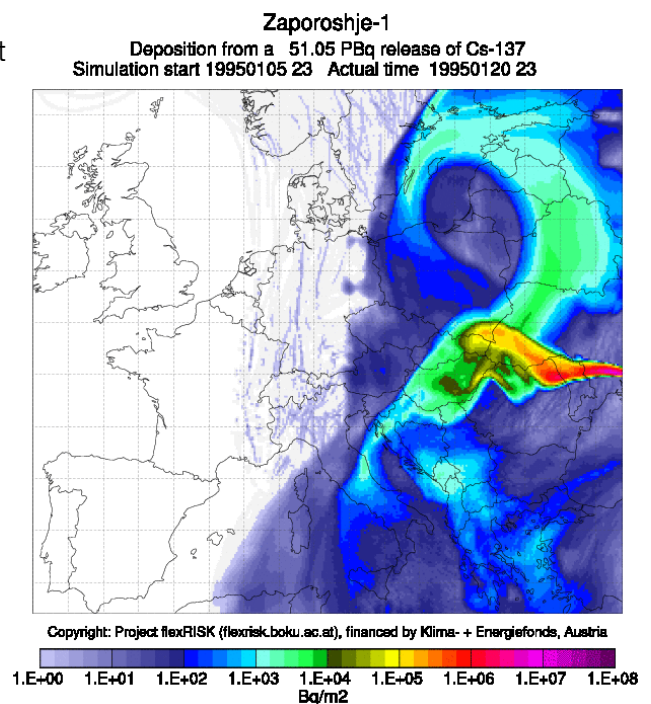 Zaporoshje-1
t
Deposition from a 51.05 PBq release of Cs-137
Simulation start 19950105 23 Actual time 19950120 23
Copyright: Project flexRISK (flexrisk.boku.ac.at), financed by Klima- + Energiefonds, Austria
1.E+00 1.E+01 1.E+02 1.E+03 1.E+04 1.E+05 1.E+06 1.E+07 1.E+08
Bq/m2